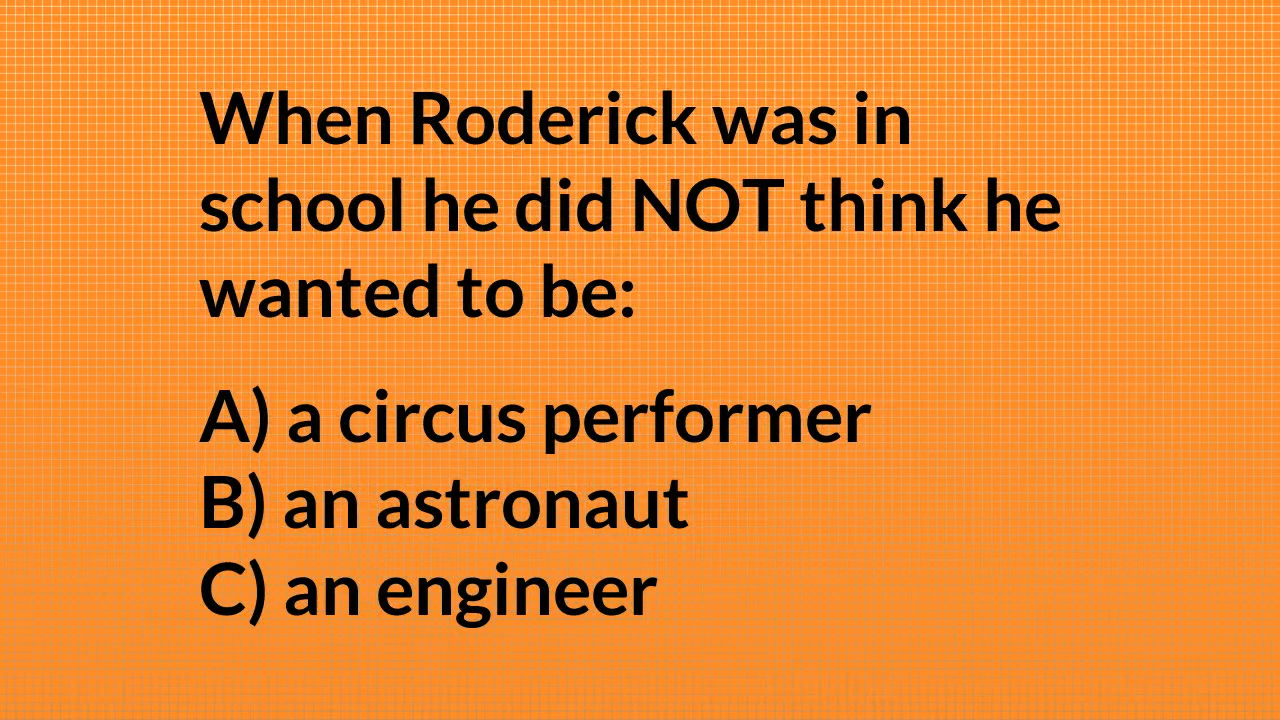 When Roderick was in
school he did NOT think he
wanted to be:
A) a circus performer
B) an astronaut
C) an engineer